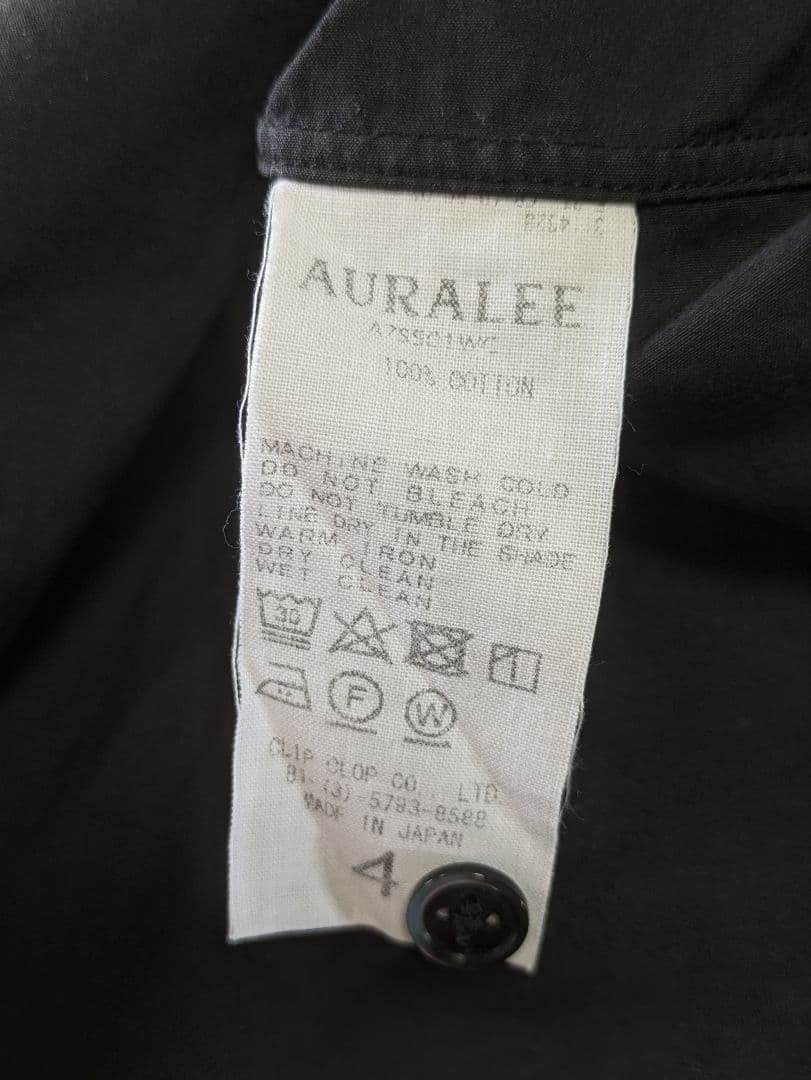 AURALEE
100% COTTON
MACHINE WASH COLD
DO NOT BLEACH
DO NOT TUMBLE DRY
LINE DRY IN THE SHADE
WARM IRON
DRY CLEAN
WET CLEAN
30
F
W
CLIP CLOP CO., LTD
81-(3)-5793-8588
MADE IN JAPAN
4